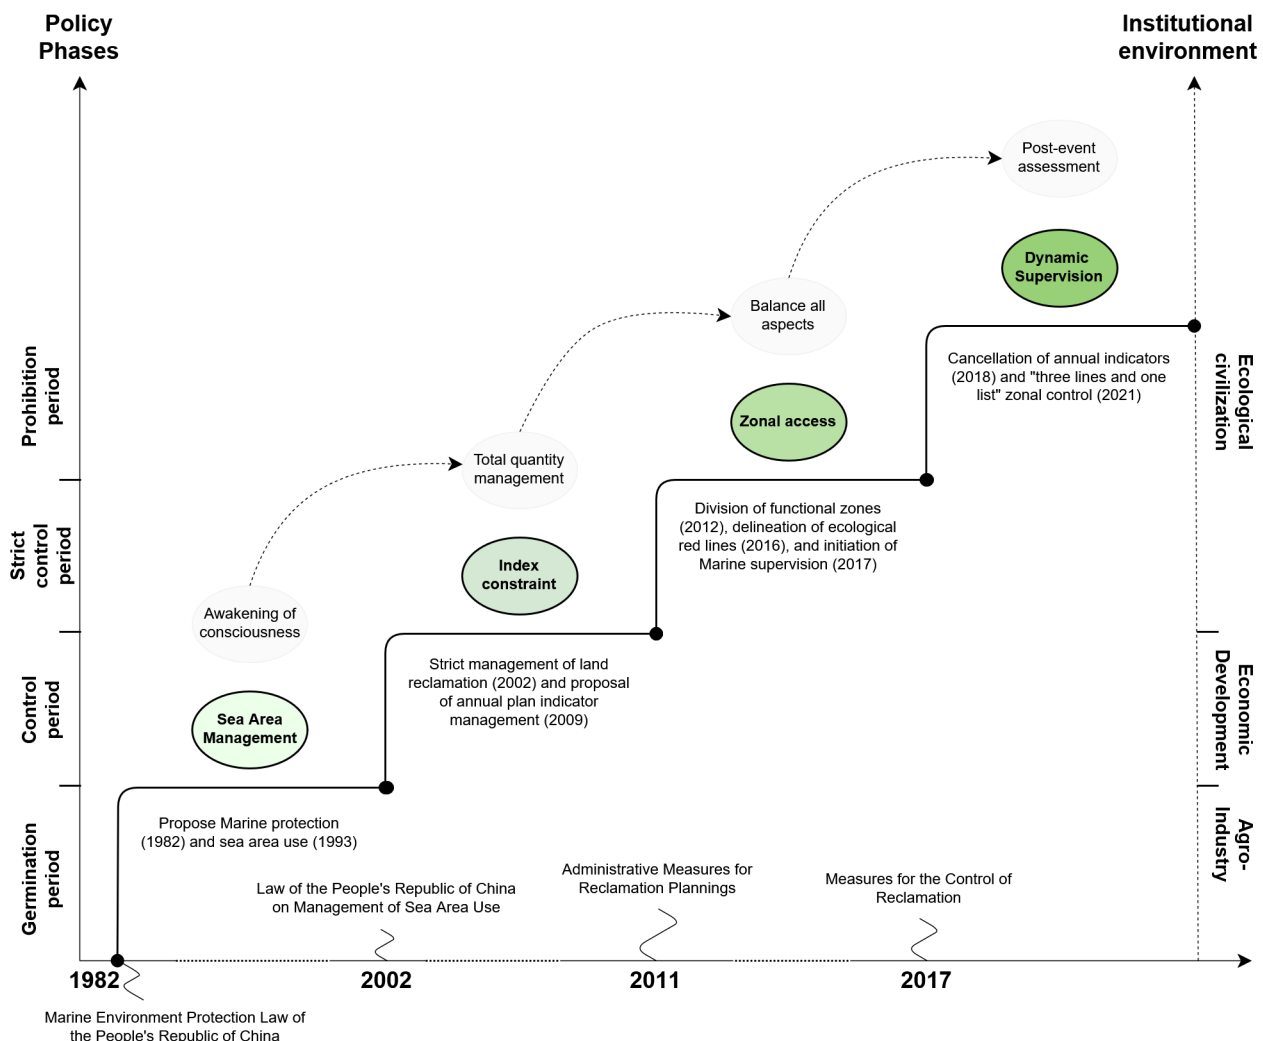 Policy
Phases
Institutional
environment
Post-event
assessment
Dynamic
Supervision
Balance all
aspects
Cancellation of annual indicators
(2018) and "three lines and one
list" zonal control (2021)
Prohibition
period
Ecological
civilization
Zonal access
Total quantity
management
Division of functional zones
(2012), delineation of ecological
red lines (2016), and initiation of
Marine supervision (2017)
Strict
control
period
Index
constraint
Awakening of
consciousness
Strict management of land
reclamation (2002) and proposal
of annual plan indicator
management (2009)
Control
period
Economic
Development
Sea Area
Management
Propose Marine protection
(1982) and sea area use (1993)
Germination
period
Agro-
Industry
Law of the People's Republic of China
on Management of Sea Area Use
Administrative Measures for
Reclamation Plannings
Measures for the Control of
Reclamation
1982
2002
2011
2017
Marine Environment Protection Law of
the People's Republic of China